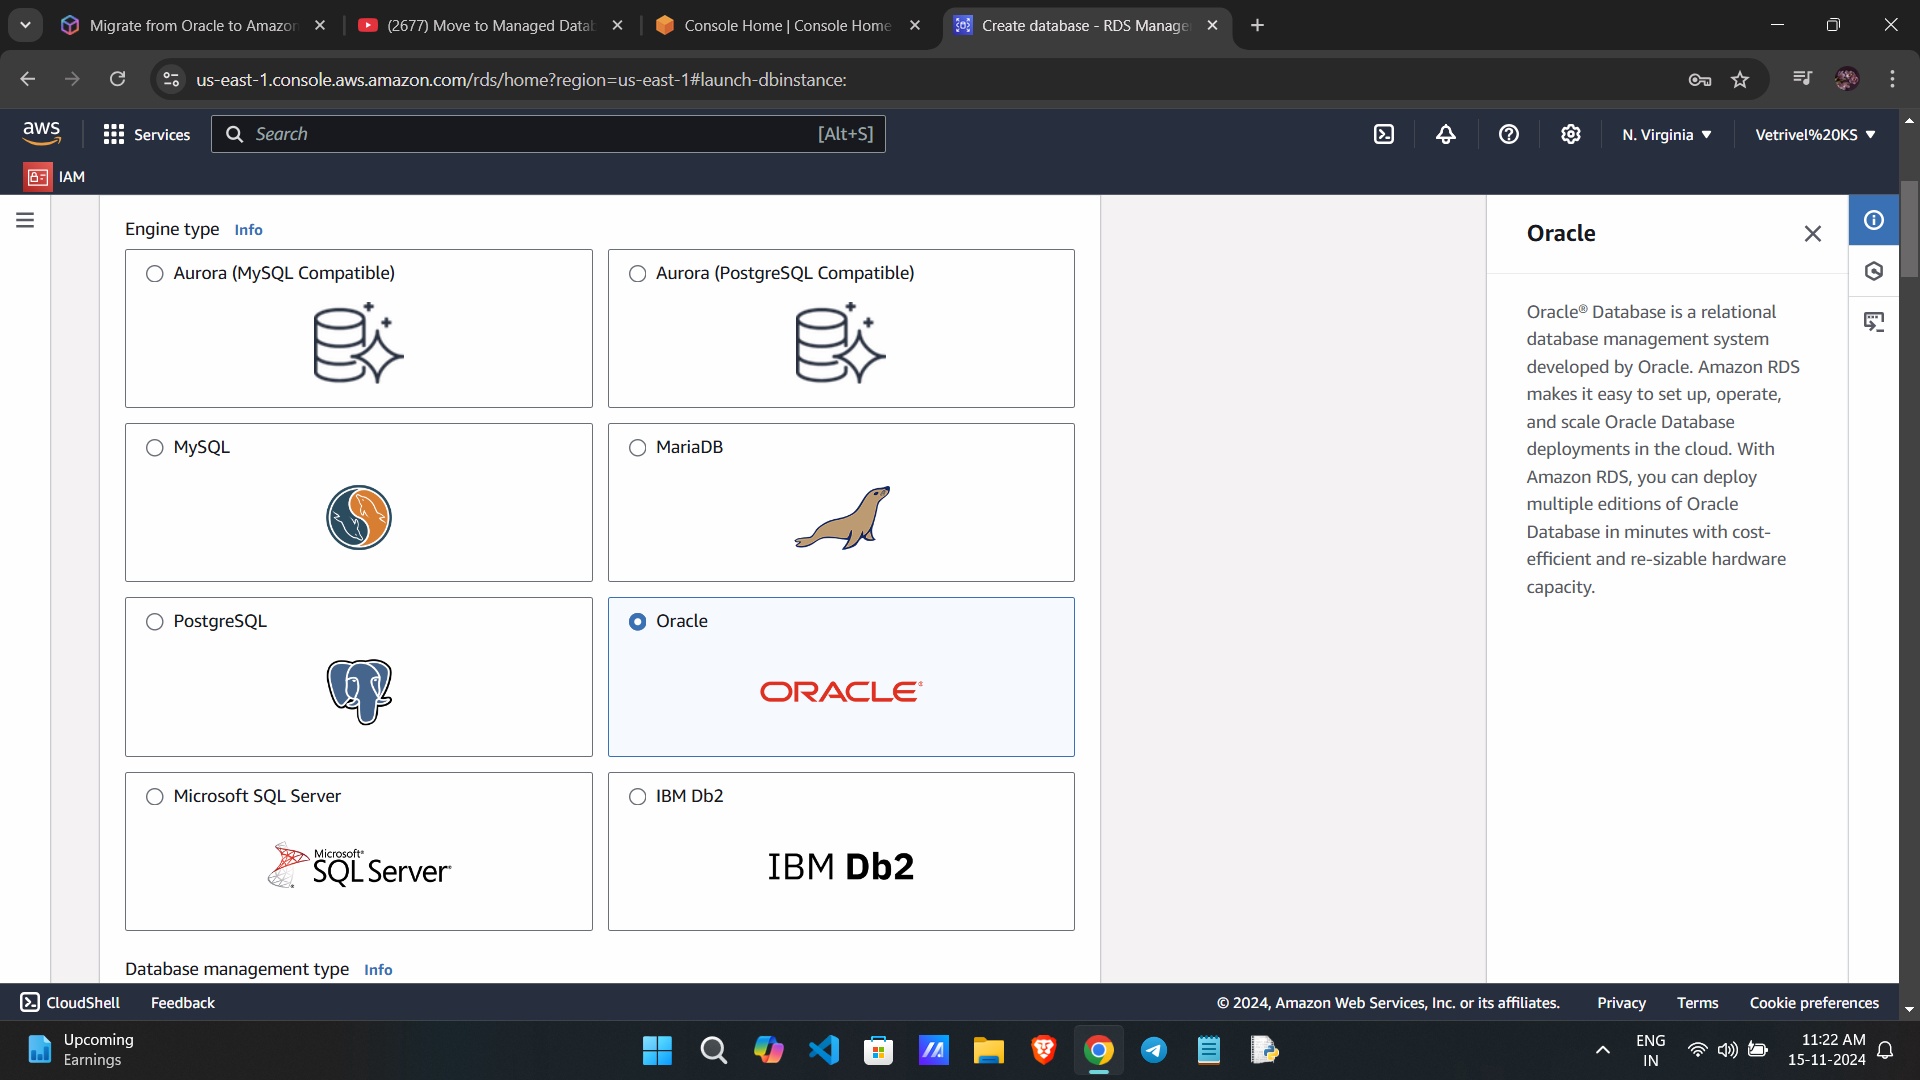 Migrate from Oracle to Amazon
(2677) Move to Managed Datab
Console Home | Console Home
Create database - RDS Manage
us-east-1.console.aws.amazon.com/rds/home?region=us-east-1#launch-dbinstance:
aws
Services
Search
[Alt+S]
N. Virginia
Vetrivel%20KS
IAM
Engine type Info
Aurora (MySQL Compatible)
Aurora (PostgreSQL Compatible)
MySQL
MariaDB
PostgreSQL
Oracle
ORACLE®
Microsoft SQL Server
Microsoft®
SQL Server®
IBM Db2
IBM Db2
Database management type Info
Oracle
Oracle® Database is a relational
database management system
developed by Oracle. Amazon RDS
makes it easy to set up, operate,
and scale Oracle Database
deployments in the cloud. With
Amazon RDS, you can deploy
multiple editions of Oracle
Database in minutes with cost-
efficient and re-sizable hardware
capacity.
CloudShell
Feedback
© 2024, Amazon Web Services, Inc. or its affiliates.
Privacy
Terms
Cookie preferences
Upcoming
Earnings
ENG
IN
11:22 AM
15-11-2024